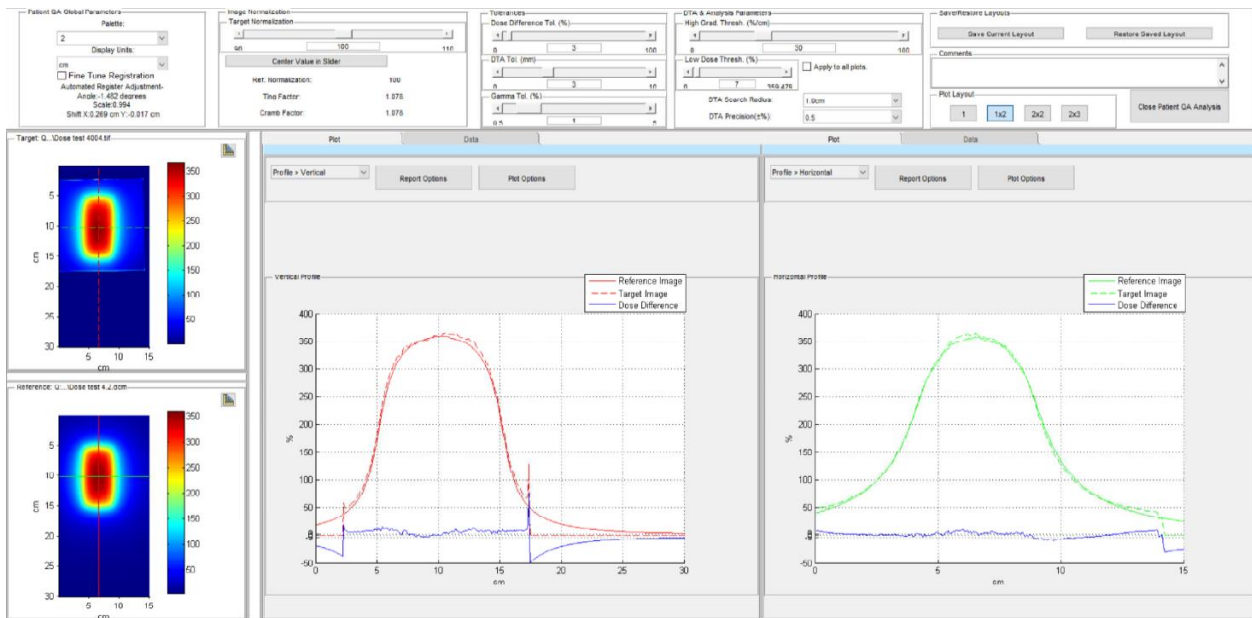 Patient QA Global Parameters
Palette:
2
Display Units:
cm
Fine Tune Registration
Automated Register Adjustment-
Angle:-1.482 degrees
Scale:0.994
Shift X:0.269 cm Y:-0.017 cm
Image Normalization
Target Normalization
90 100 110
Center Value in Slider
Ref. Normalization: 100
Ting Factor: 1.078
Cramb Factor: 1.078
Tolerances
Dose Difference Tol. (%)
0 3 100
DTA Tol. (mm)
0 3 10
Gamma Tol. (%)
0.5 1 5
DTA & Analysis Parameters
High Grad. Thresh. (%/cm)
0 30 100
Low Dose Thresh. (%)
0 7 359.478
Apply to all plots.
DTA Search Radius: 1.0cm
DTA Precision(±%): 0.5
Save/Restore Layouts
Save Current Layout
Restore Saved Layout
Comments
Plot Layout
1 1x2 2x2 2x3
Close Patient QA Analysis
Target: Q...\Dose test 4004.tif
5
10
15
20
25
30
cm
5 10 15
cm
350
300
250
200
150
100
50
Reference: Q:...\Dose test 4.2.dcm
5
10
15
20
25
30
cm
5 10 15
cm
350
300
250
200
150
100
50
Plot Data
Profile > Vertical
Report Options
Plot Options
Vertical Profile
Reference Image
Target Image
Dose Difference
400
350
300
250
200
150
100
50
-50
%
0 5 10 15 20 25 30
cm
Plot Data
Profile > Horizontal
Report Options
Plot Options
Horizontal Profile
Reference Image
Target Image
Dose Difference
400
350
300
250
200
150
100
50
-50
%
0 5 10 15
cm